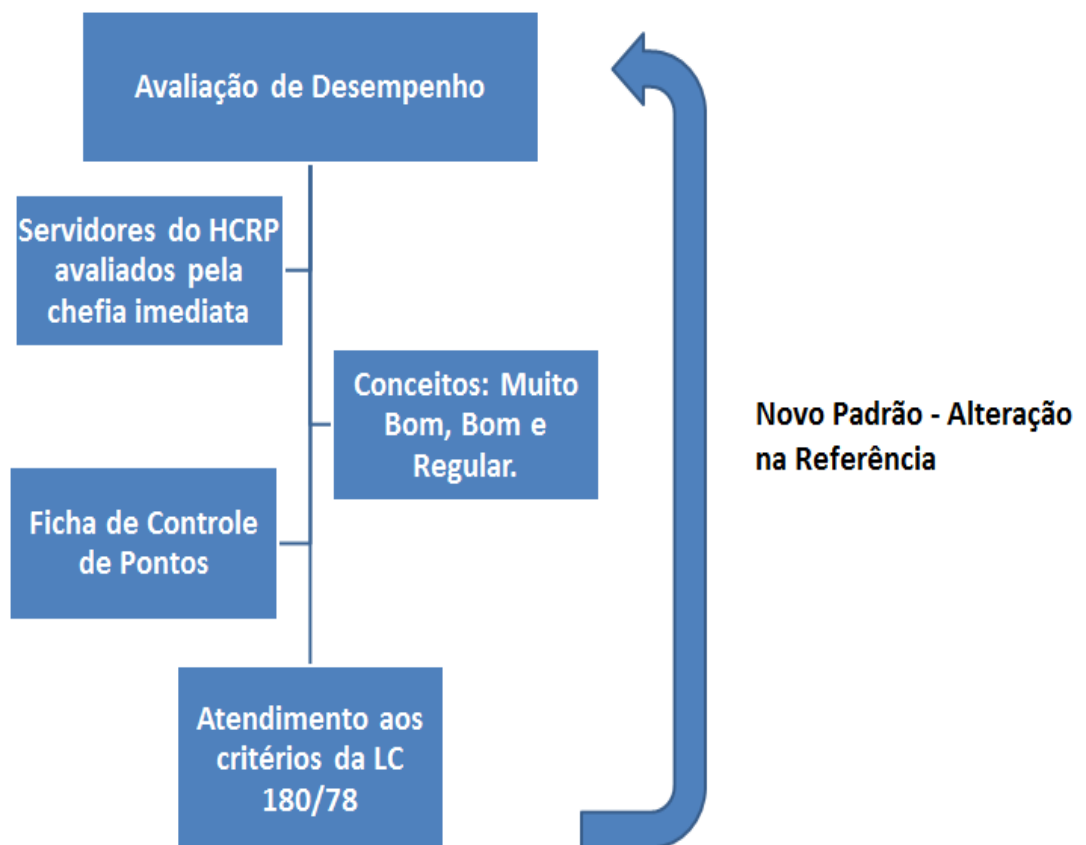 Avaliação de Desempenho
Servidores do HCRP
avaliados pela
chefia imediata
Conceitos: Muito
Bom, Bom e
Regular.
Novo Padrão - Alteração
na Referência
Ficha de Controle
de Pontos
Atendimento aos
critérios da LC
180/78